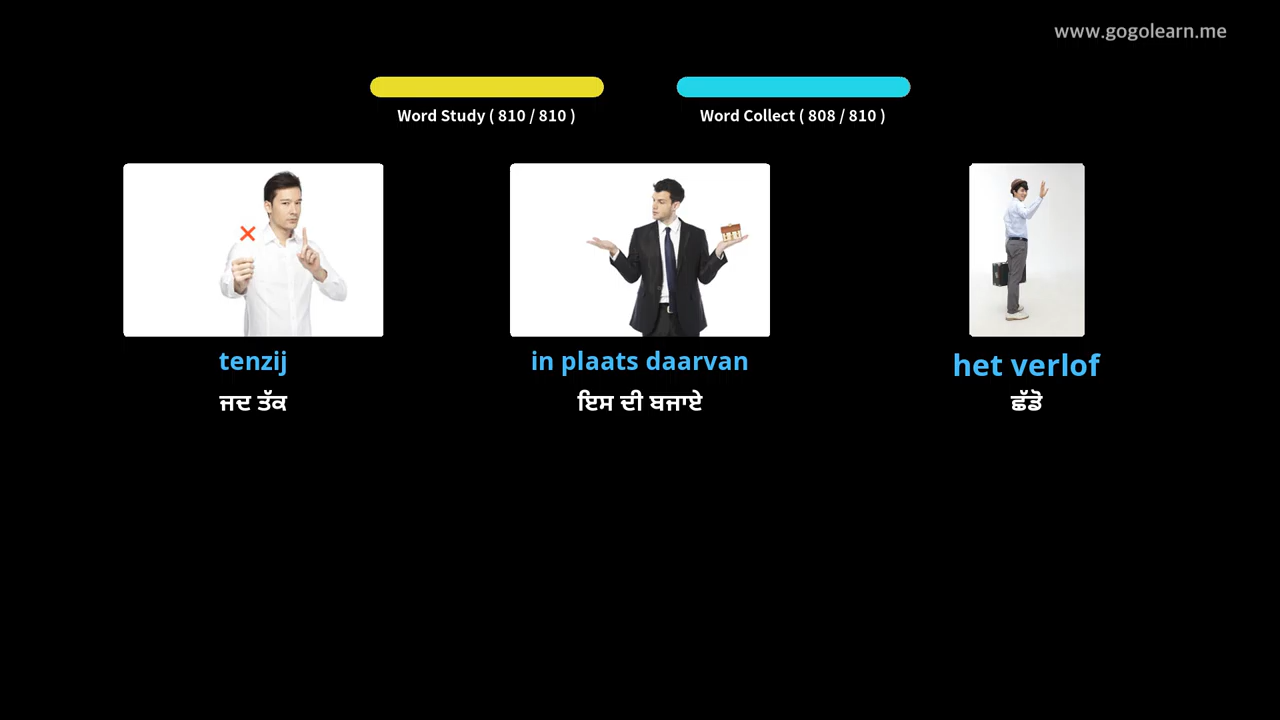 www.gogolearn.me
Word Study ( 810 / 810 )
Word Collect ( 808 / 810 )
tenzij
in plaats daarvan
het verlof
ਜਦ ਤੱਕ
ਇਸ ਦੀ ਬਜਾਏ
ਛੱਡੋ